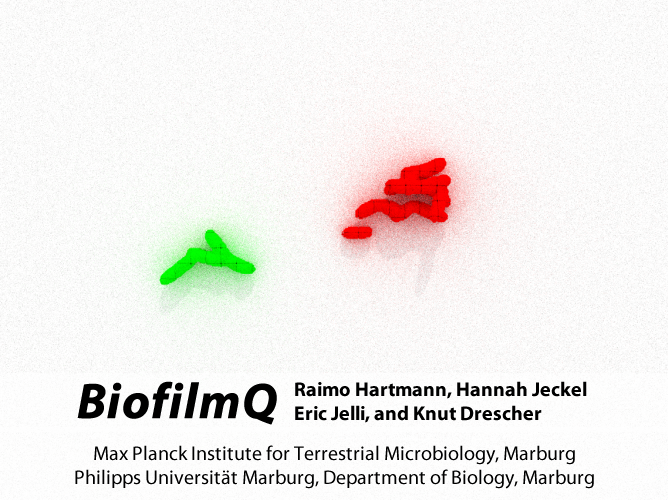 BiofilmQ
Raimo Hartmann, Hannah Jeckel
Eric Jelli, and Knut Drescher
Max Planck Institute for Terrestrial Microbiology, Marburg
Philipps Universität Marburg, Department of Biology, Marburg